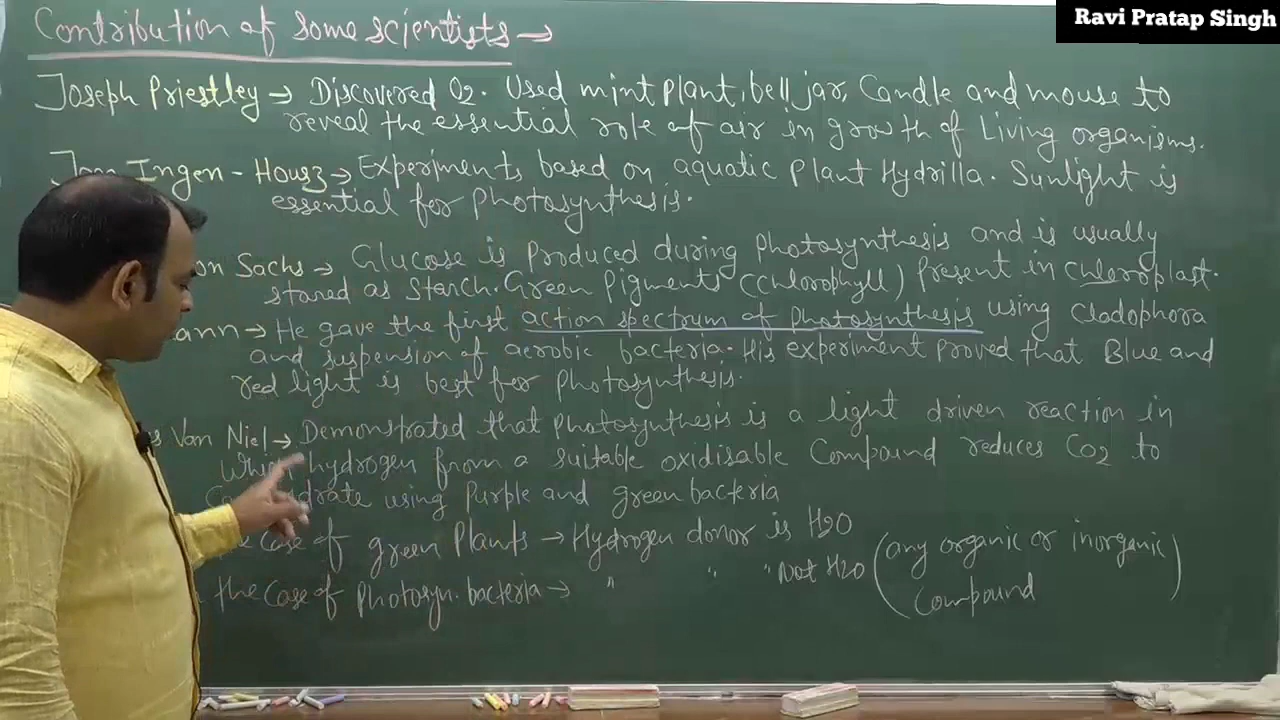 Ravi Pratap Singh
Contribution of some scientists →
Joseph Priestley → Discovered O2. Used mint plant, bell jar, Candle and mouse to
reveal the essential role of air in growth of Living organisms.
Ingen - Housz → Experiments based on aquatic plant Hydrilla. Sunlight is
essential for photosynthesis.
on Sachs → Glucose is produced during photosynthesis and is usually
stored as starch. Green Pigments (chlorophyll) present in chloroplast.
ann → He gave the first action spectrum of photosynthesis using cladophora
and suspension of aerobic bacteria. His experiment proved that Blue and
red light is best for photosynthesis.
s Van Niel → Demonstrated that photosynthesis is a light driven reaction in
hydrogen from a suitable oxidisable Compound reduces CO2 to
using purple and green bacteria
case of green plants → Hydrogen donor is H2O
the case of photosyn. bacteria → " " " Not H2O (any organic or inorganic
Compound)